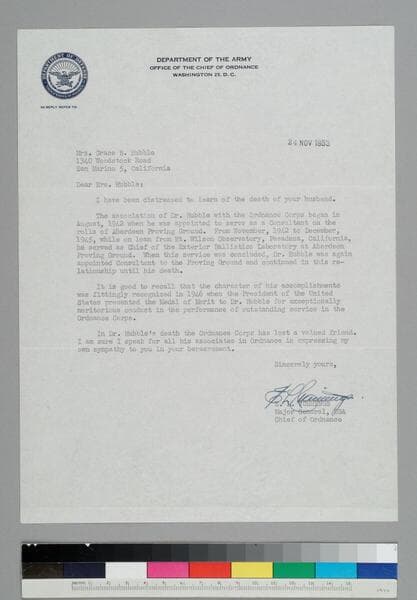 DEPARTMENT OF DEFENSE
DEPARTMENT OF THE ARMY
OFFICE OF THE CHIEF OF ORDNANCE
WASHINGTON 25, D. C.
IN REPLY REFER TO:
24 NOV 1953
Mrs. Grace B. Hubble
1340 Woodstock Road
San Marino 5, California
Dear Mrs. Hubble:
I have been distressed to learn of the death of your husband.
The association of Dr. Hubble with the Ordnance Corps began in
August, 1942 when he was appointed to serve as a Consultant on the
rolls of Aberdeen Proving Ground. From November, 1942 to December,
1945, while on loan from Mt. Wilson Observatory, Pasadena, California,
he served as Chief of the Exterior Ballistics Laboratory at Aberdeen
Proving Ground. When this service was concluded, Dr. Hubble was again
appointed Consultant to the Proving Ground and continued in this re-
lationship until his death.
It is good to recall that the character of his accomplishments
was fittingly recognized in 1946 when the President of the United
States presented the Medal of Merit to Dr. Hubble for exceptionally
meritorious conduct in the performance of outstanding service in the
Ordnance Corps.
In Dr. Hubble's death the Ordnance Corps has lost a valued friend.
I am sure I speak for all his associates in Ordnance in expressing my
own sympathy to you in your bereavement.
Sincerely yours,
Major General, USA
Chief of Ordnance